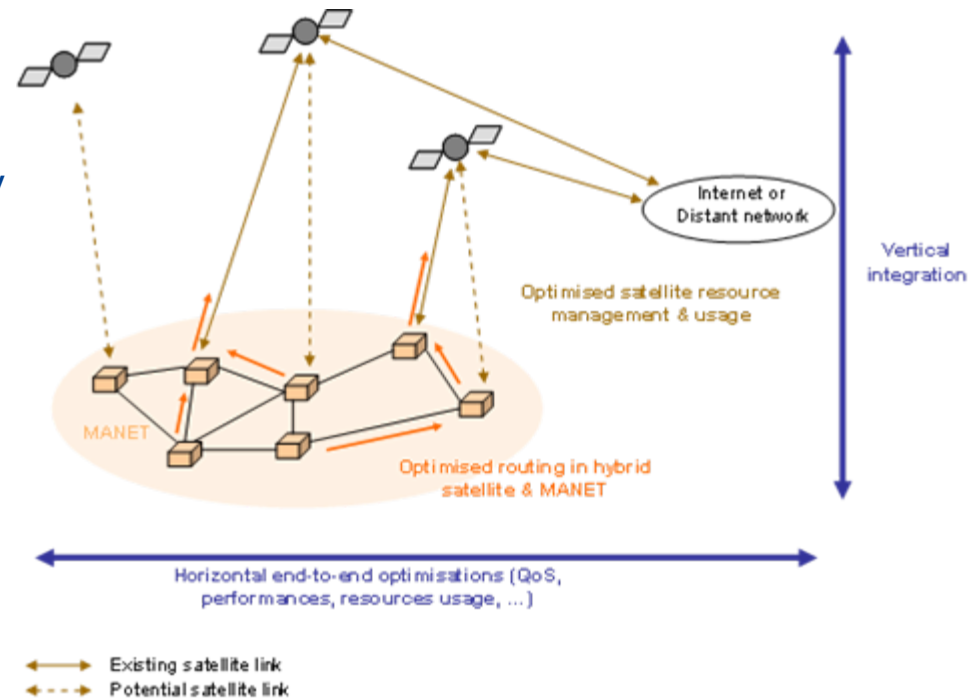 Internet or
Distant network
Vertical
integration
Optimised satellite resource
management & usage
MANET
Optimised routing in hybrid
satellite & MANET
Horizontal end-to-end optimisations (QoS,
performances, resources usage, ...)
Existing satellite link
Potential satellite link